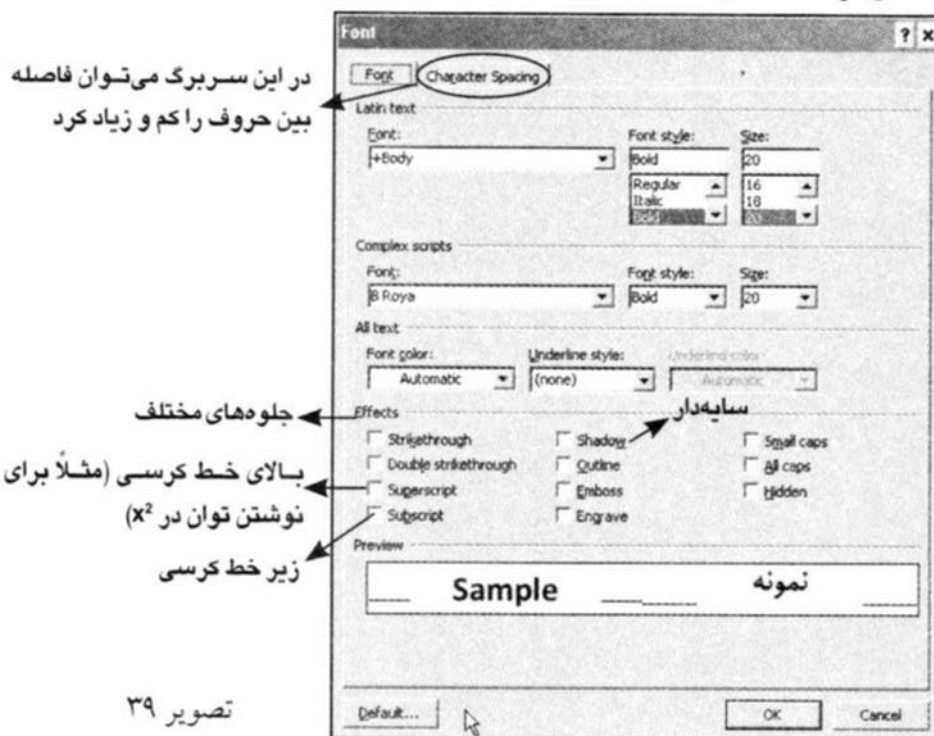 Font
? x
Font Character Spacing
در این سربرگ می‌توان فاصله
بین حروف را کم و زیاد کرد
Latin text
Font: Font style: Size:
+Body Bold 20
Regular 16
Italic 18
Bold 20
Complex scripts
Font: Font style: Size:
B Roya Bold 20
All text
Font color: Underline style: Underline color:
Automatic (none) Automatic
سایه‌دار
جلوه‌های مختلف
Effects
Strikethrough Shadow Small caps
Double strikethrough Outline All caps
Superscript Emboss Hidden
Subscript Engrave
بالای خط کرسی (مثلاً برای
نوشتن توان در x²)
زیر خط کرسی
Preview
Sample نمونه
تصویر ۳۹
Default... OK Cancel